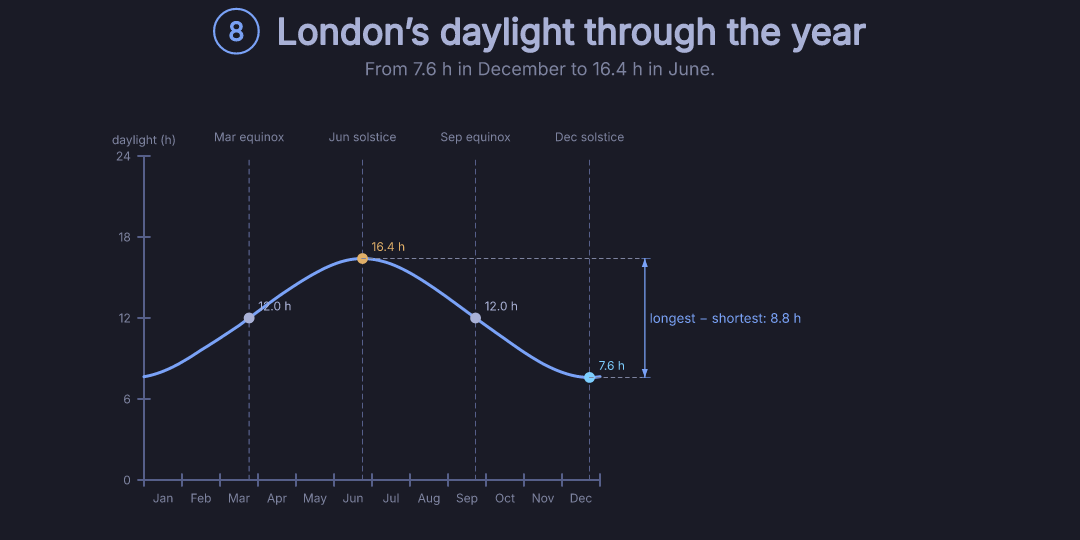 8 London’s daylight through the year
From 7.6 h in December to 16.4 h in June.
daylight (h)
Mar equinox
Jun solstice
Sep equinox
Dec solstice
24
18
12
6
0
16.4 h
12.0 h
12.0 h
7.6 h
longest – shortest: 8.8 h
Jan Feb Mar Apr May Jun Jul Aug Sep Oct Nov Dec